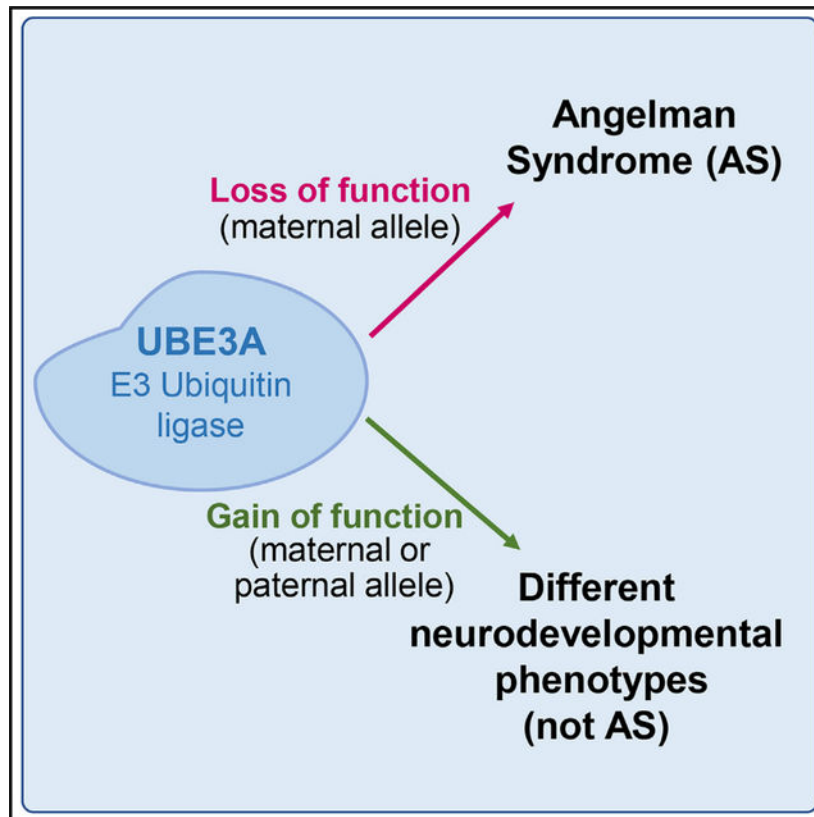 Angelman
Syndrome (AS)
Loss of function
(maternal allele)
UBE3A
E3 Ubiquitin
ligase
Gain of function
(maternal or
paternal allele)
Different
neurodevelopmental
phenotypes
(not AS)